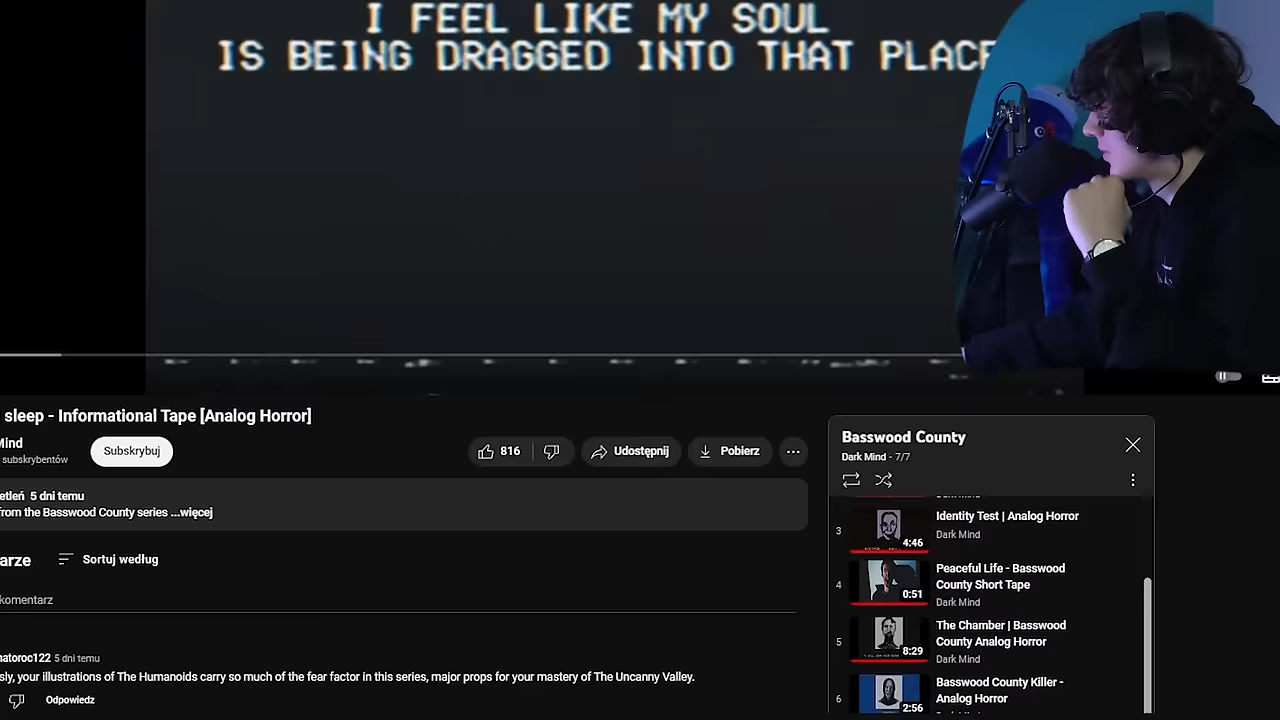 I FEEL LIKE MY SOUL
IS BEING DRAGGED INTO THAT PLACE
sleep - Informational Tape [Analog Horror]
Mind
subskrybentów
Subskrybuj
816
Udostępnij
Pobierz
etleń 5 dni temu
from the Basswood County series ...więcej
arze
Sortuj według
komentarz
natoroc122 5 dni temu
sly, your illustrations of The Humanoids carry so much of the fear factor in this series, major props for your mastery of The Uncanny Valley.
Odpowiedz
Basswood County
Dark Mind - 7/7
3
4:46
Identity Test | Analog Horror
Dark Mind
4
0:51
Peaceful Life - Basswood
County Short Tape
Dark Mind
5
8:29
The Chamber | Basswood
County Analog Horror
Dark Mind
6
2:56
Basswood County Killer -
Analog Horror